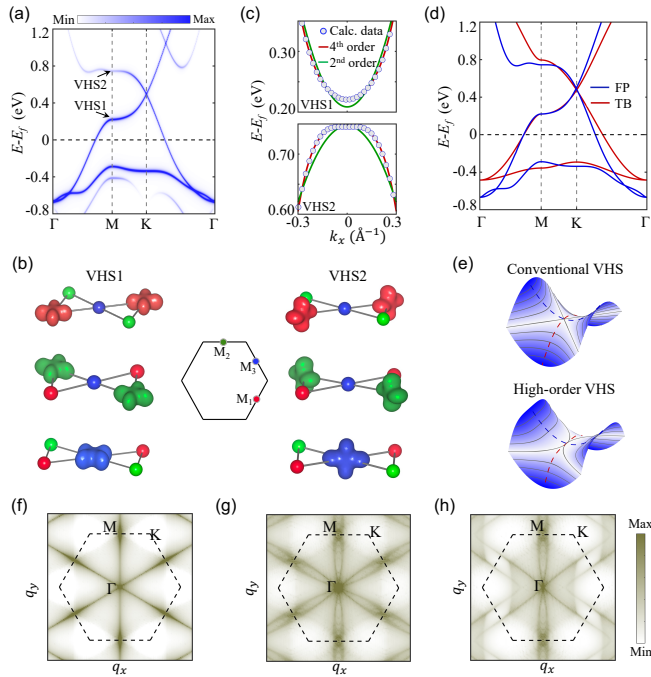 (a)
Min
Max
1.2
0.8
0.4
0
-0.4
-0.8
E-E_f (eV)
VHS2
VHS1
Γ
M
K
Γ
(c)
Calc. data
4th order
2nd order
0.30
0.20
VHS1
0.70
0.60
VHS2
E-E_f (eV)
-0.3
0
0.3
k_x (Å⁻¹)
(d)
1.2
0.8
0.4
0
-0.4
-0.8
E-E_f (eV)
FP
TB
Γ
M
K
Γ
(b)
VHS1
VHS2
M₂
M₃
M₁
(e)
Conventional VHS
High-order VHS
(f)
M
K
Γ
q_y
q_x
(g)
M
K
Γ
q_y
q_x
(h)
M
K
Γ
q_y
q_x
Max
Min